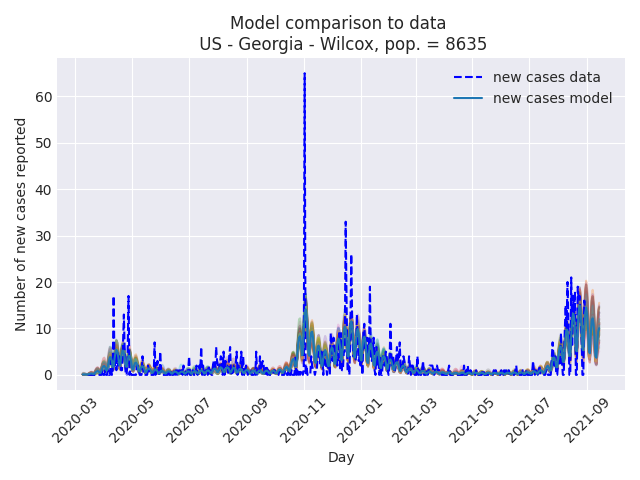 Model comparison to data
US - Georgia - Wilcox, pop. = 8635
new cases data
new cases model
Number of new cases reported
60
50
40
30
20
10
0
2020-03
2020-05
2020-07
2020-09
2020-11
2021-01
2021-03
2021-05
2021-07
2021-09
Day